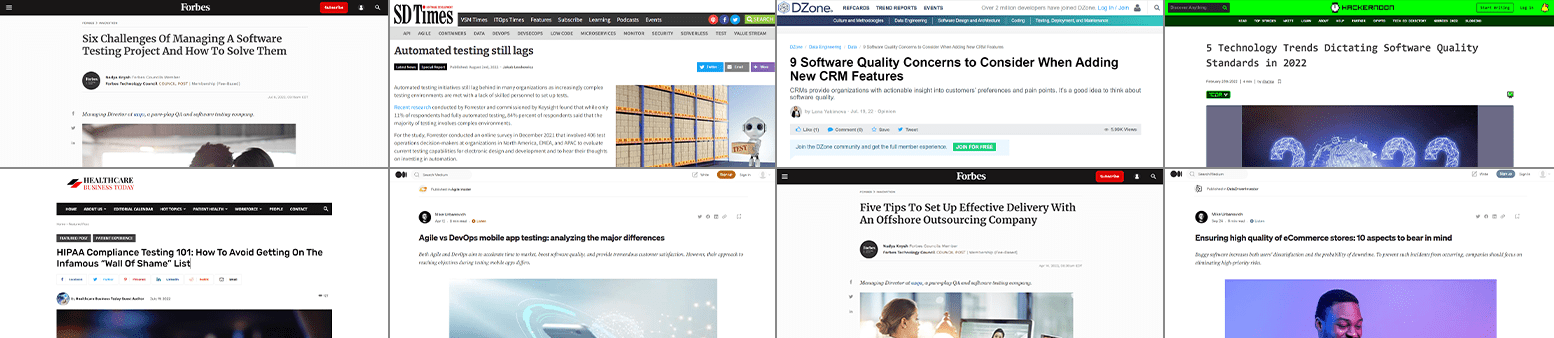 Forbes
Subscribe
Six Challenges Of Managing A Software
Testing Project And How To Solve Them
Forbes
Nadya Knysh Forbes Councils Member
Forbes Technology Council COUNCIL POST | Membership (Fee-Based)
Managing Director at a1qa, a pure-play QA and software testing company.
SD Times
VSN Times ITOps Times Features Subscribe Learning Podcasts Events
SEARCH
API AGILE CONTAINERS DATA DEVOPS DEVSECOPS LOW CODE MICROSERVICES MONITOR SECURITY SERVERLESS TEST VALUE STREAM
Automated testing still lags
Latest News Special Report Published: August 2nd, 2022 - Jakub Lewkowicz
Twitter Email More
Automated testing initiatives still lag behind in many organizations as increasingly complex
testing environments are met with a lack of skilled personnel to set up tests.
Recent research conducted by Forrester and commissioned by Keysight found that while only
11% of respondents had fully automated testing, 84% percent of respondents said that the
majority of testing involves complex environments.
For the study, Forrester conducted an online survey in December 2021 that involved 406 test
operations decision-makers at organizations in North America, EMEA, and APAC to evaluate
current testing capabilities for electronic design and development and to hear their thoughts
on investing in automation.
TEST
DZone.
REFCARDS TREND REPORTS EVENTS
Over 2 million developers have joined DZone. Log In / Join
Culture and Methodologies Data Engineering Software Design and Architecture Coding Testing, Deployment, and Maintenance
DZone Data Engineering Data 9 Software Quality Concerns to Consider When Adding New CRM Features
9 Software Quality Concerns to Consider When Adding
New CRM Features
CRMs provide organizations with actionable insight into customers' preferences and pain points. It's a good idea to think about
software quality.
Jul. 19, 22 · Opinion
Like (1) Comment (0) Save Tweet
Join the DZone community and get the full member experience. JOIN FOR FREE
Discover Anything
HACKERNOON
Start Writing Log in
5 Technology Trends Dictating Software Quality
Standards in 2022
2022
HEALTHCARE
BUSINESS TODAY
HOME ABOUT US EDITORIAL CALENDAR HOT TOPICS PATIENT HEALTH WORKFORCE PEOPLE CONTACT
FEATURED POST PATIENT EXPERIENCE
HIPAA Compliance Testing 101: How To Avoid Getting On The
Infamous "Wall Of Shame" List
By Healthcare Business Today Guest Author
Search Medium
Write Sign up Sign In
Agile vs DevOps mobile app testing: analyzing the major differences
Both Agile and DevOps aim to accelerate time to market, boost software quality, and provide tremendous customer satisfaction. However, their approach to
reaching objectives during testing mobile apps differs.
Forbes
Subscribe
Five Tips To Set Up Effective Delivery With
An Offshore Outsourcing Company
Forbes
Nadya Knysh Forbes Councils Member
Forbes Technology Council COUNCIL POST | Membership (Fee-Based)
Managing Director at a1qa, a pure-play QA and software testing company.
Search Medium
Write Sign up Sign In
Ensuring high quality of eCommerce stores: 10 aspects to bear in mind
Buggy software increases both users' dissatisfaction and the probability of downtime. To prevent such incidents from occurring, companies should focus on
eliminating high-priority risks.